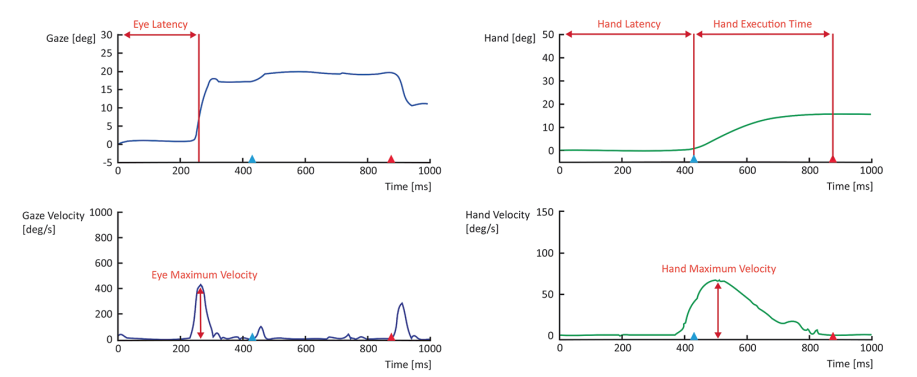 Eye Latency
Gaze [deg]
30
25
20
15
10
5
0
-5
0 200 400 600 800 1000
Time [ms]
Hand Latency Hand Execution Time
Hand [deg]
50
40
30
20
10
0
0 200 400 600 800 1000
Time [ms]
Gaze Velocity
[deg/s]
1000
800
600
400
200
0
Eye Maximum Velocity
0 200 400 600 800 1000
Time [ms]
Hand Velocity
[deg/s]
150
100
50
0
Hand Maximum Velocity
0 200 400 600 800 1000
Time [ms]